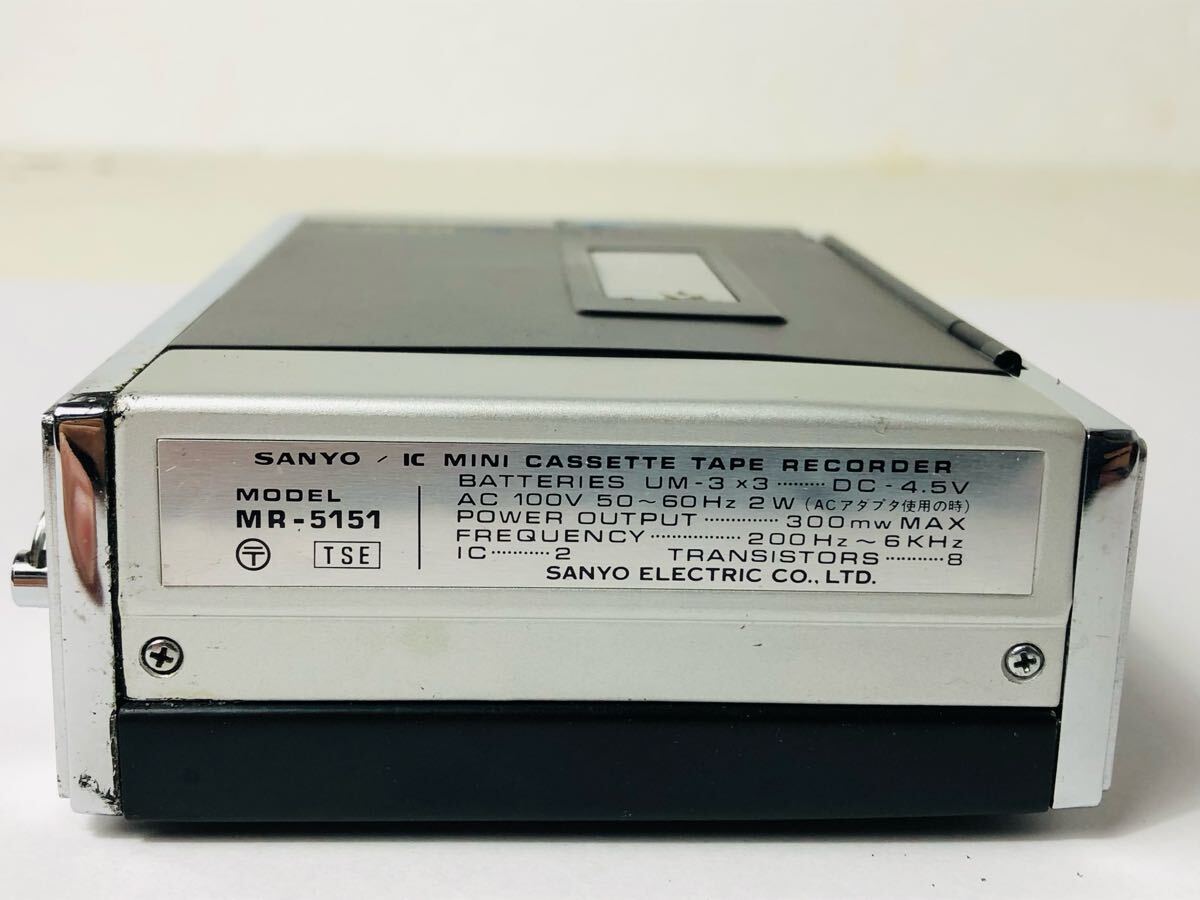 SANYO / IC MINI CASSETTE TAPE RECORDER
MODEL
MR-5151
〒 TSE
BATTERIES UM-3 x3 ········· DC - 4.5V
AC 100V 50~60Hz 2W (ACアダプタ使用の時)
POWER OUTPUT ············· 300mw MAX
FREQUENCY ················ 200Hz~6KHz
IC ·········· 2 TRANSISTORS ·········· 8
SANYO ELECTRIC CO., LTD.